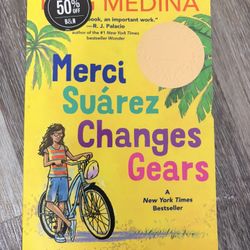 50%
OFF
B&N
MEDINA
book, an important work."
—R. J. Palacio
author of the #1 New York Times
bestseller Wonder
Merci
Suárez
Changes
Gears
A
New York Times
Bestseller